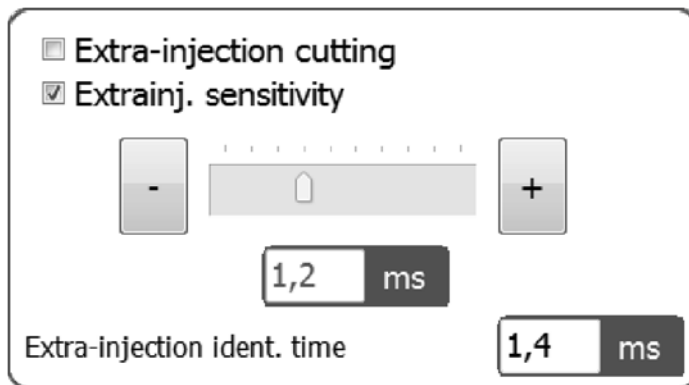 Extra-injection cutting
Extrainj. sensitivity
- +
1,2 ms
Extra-injection ident. time 1,4 ms